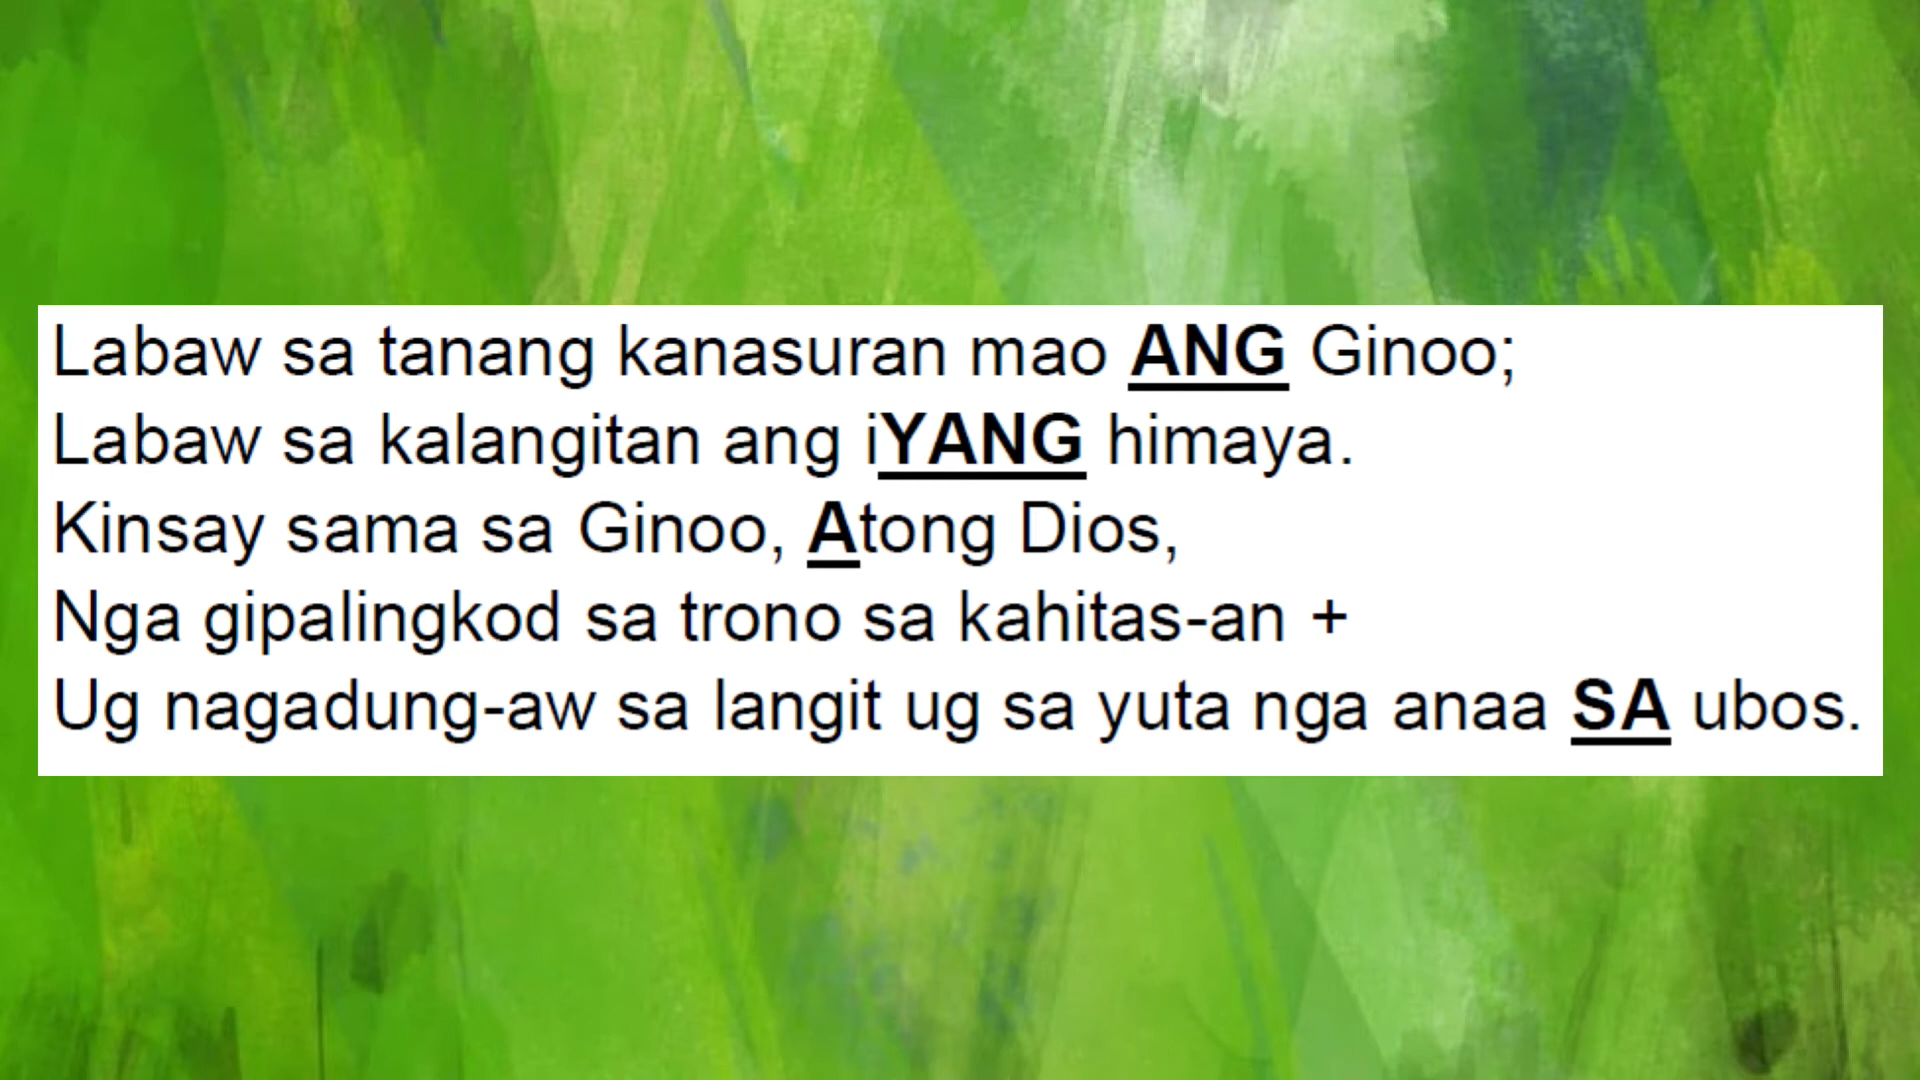 Labaw sa tanang kanasuran mao ANG Ginoo;
Labaw sa kalangitan ang iYANG himaya.
Kinsay sama sa Ginoo, Atong Dios,
Nga gipalingkod sa trono sa kahitas-an +
Ug nagadung-aw sa langit ug sa yuta nga anaa SA ubos.